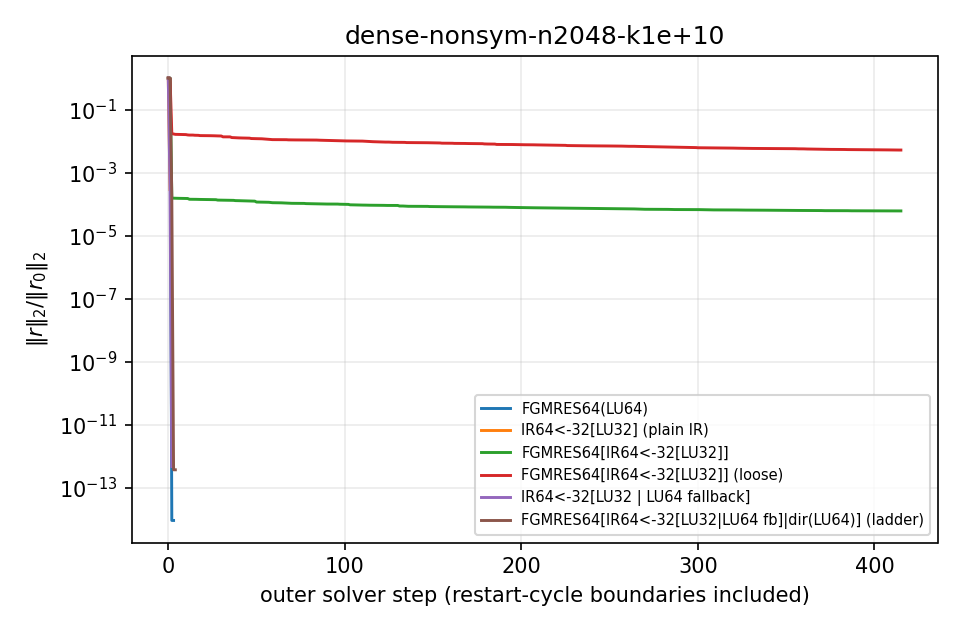 dense-nonsym-n2048-k1e+10
10⁻¹
10⁻³
10⁻⁵
10⁻⁷
10⁻⁹
10⁻¹¹
10⁻¹³
‖r‖₂/‖r₀‖₂
FGMRES64(LU64)
IR64<-32[LU32] (plain IR)
FGMRES64[IR64<-32[LU32]]
FGMRES64[IR64<-32[LU32]] (loose)
IR64<-32[LU32 | LU64 fallback]
FGMRES64[IR64<-32[LU32|LU64 fb]|dir(LU64)] (ladder)
0 100 200 300 400
outer solver step (restart-cycle boundaries included)